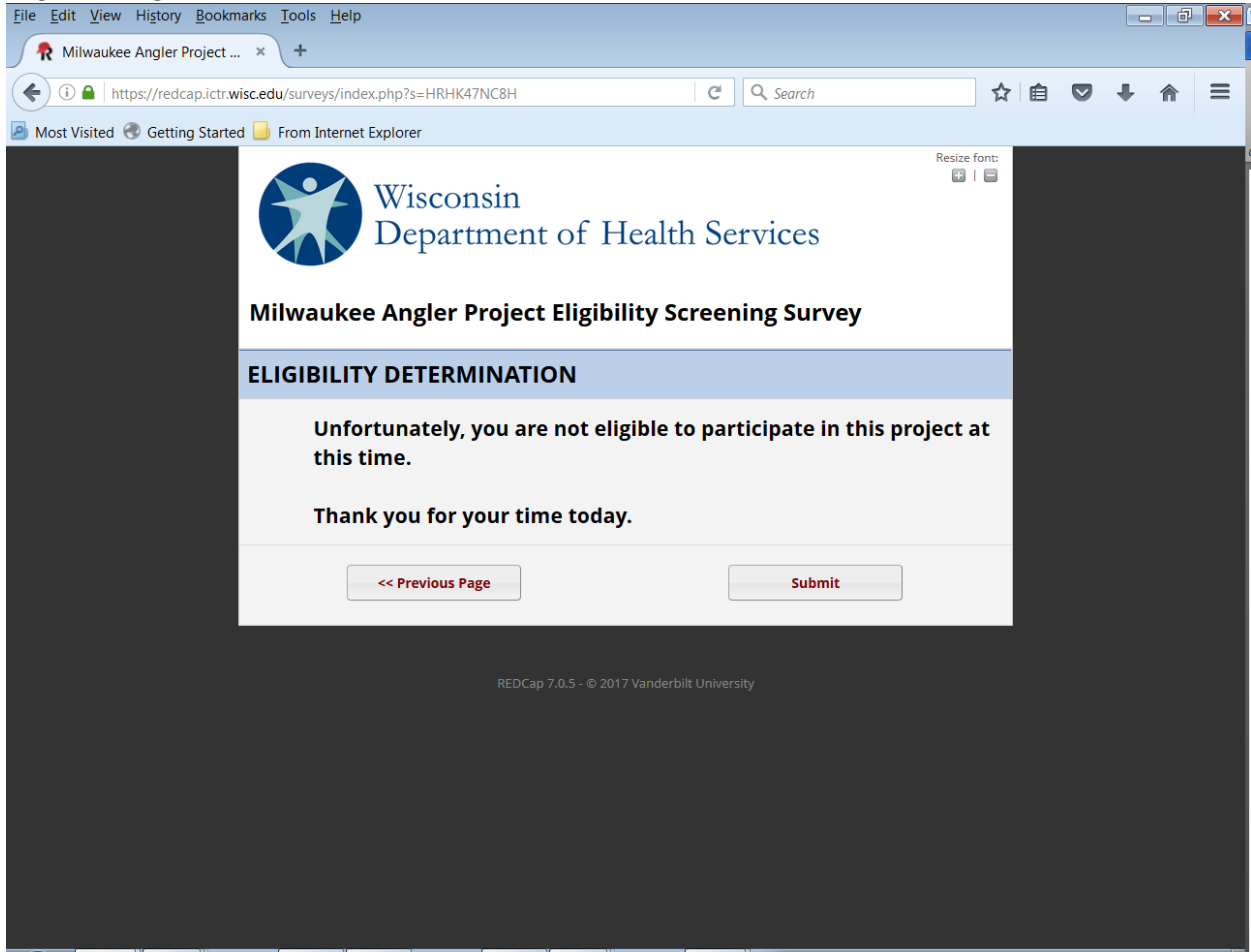 File Edit View History Bookmarks Tools Help
Milwaukee Angler Project ... × +
https://redcap.ictr.wisc.edu/surveys/index.php?s=HRHK47NC8H
Search
Most Visited Getting Started From Internet Explorer
Resize font:
+ | -
Wisconsin
Department of Health Services
Milwaukee Angler Project Eligibility Screening Survey
ELIGIBILITY DETERMINATION
Unfortunately, you are not eligible to participate in this project at
this time.
Thank you for your time today.
<< Previous Page Submit
REDCap 7.0.5 - © 2017 Vanderbilt University